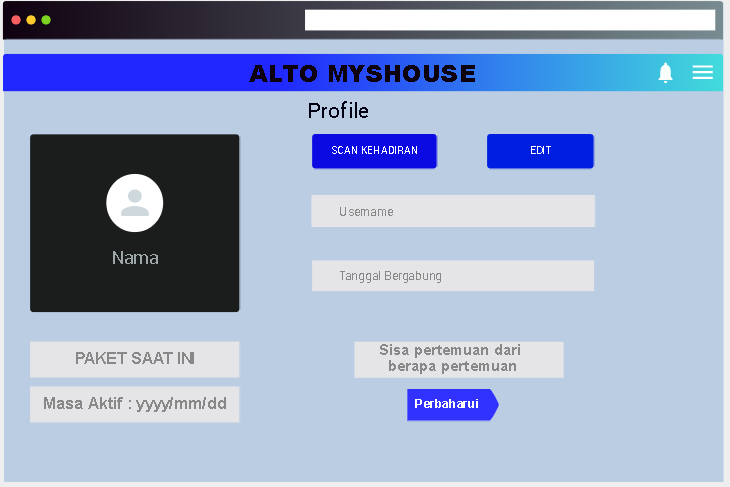 ALTO MYSHOUSE
Profile
SCAN KEHADIRAN
EDIT
Nama
Username
Tanggal Bergabung
PAKET SAAT INI
Sisa pertemuan dari
berapa pertemuan
Masa Aktif : yyyy/mm/dd
Perbaharui